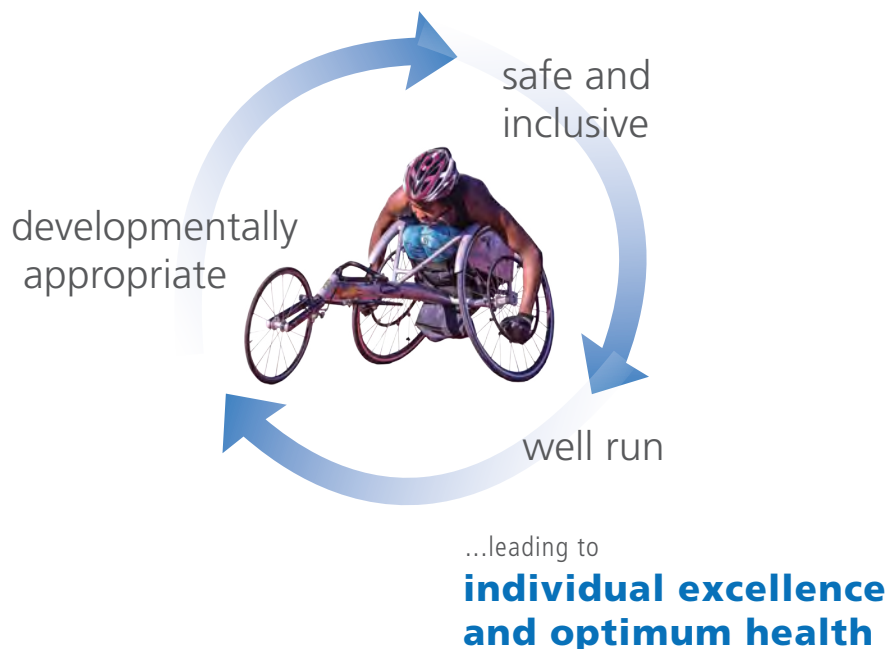 safe and
inclusive
developmentally
appropriate
well run
...leading to
individual excellence
and optimum health